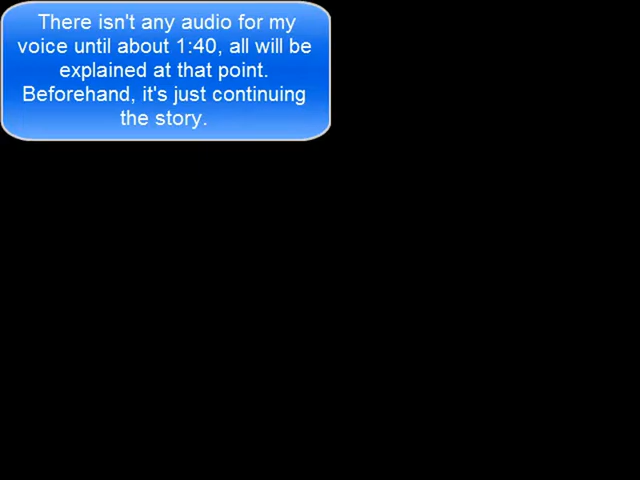 There isn't any audio for my
voice until about 1:40, all will be
explained at that point.
Beforehand, it's just continuing
the story.